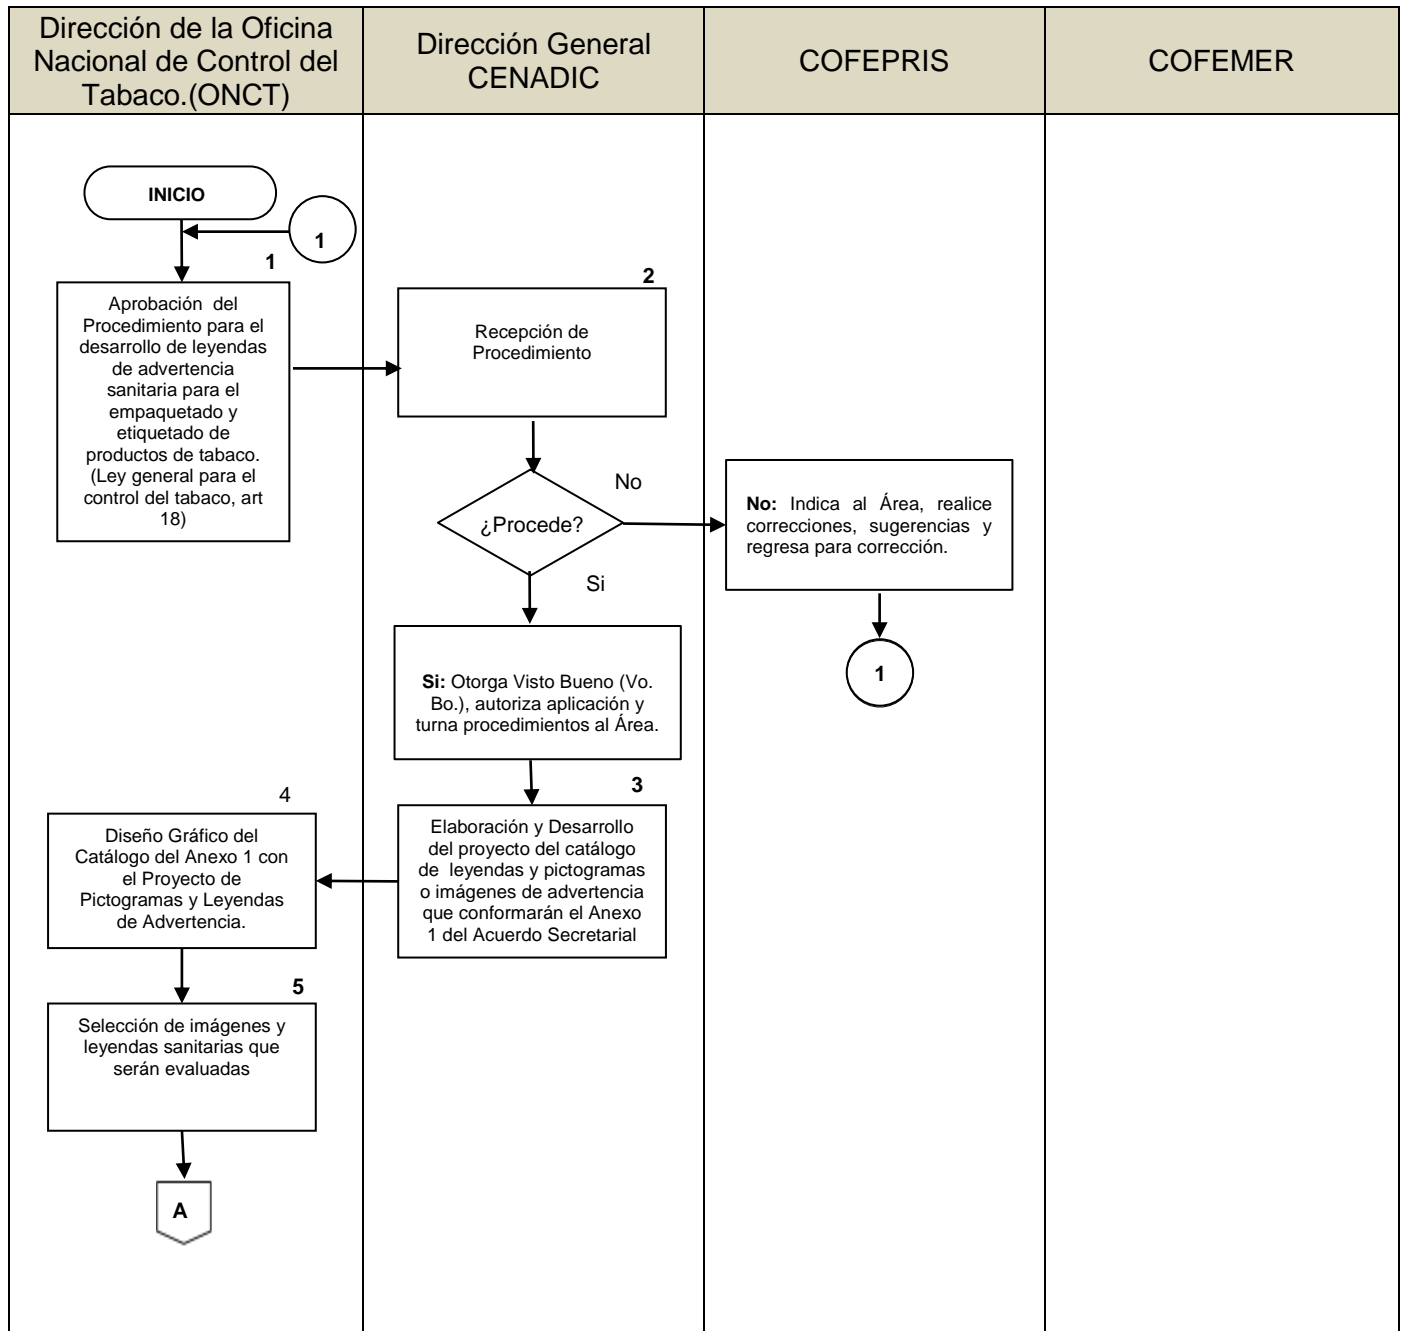 Dirección de la Oficina
Nacional de Control del
Tabaco.(ONCT)
Dirección General
CENADIC
COFEPRIS
COFEMER
INICIO
1
1
Aprobación del
Procedimiento para el
desarrollo de leyendas
de advertencia
sanitaria para el
empaquetado y
etiquetado de
productos de tabaco.
(Ley general para el
control del tabaco, art
18)
2
Recepción de
Procedimiento
¿Procede?
No
No: Indica al Área, realice
correcciones, sugerencias y
regresa para corrección.
1
Si
Si: Otorga Visto Bueno (Vo.
Bo.), autoriza aplicación y
turna procedimientos al Área.
3
Elaboración y Desarrollo
del proyecto del catálogo
de leyendas y pictogramas
o imágenes de advertencia
que conformarán el Anexo
1 del Acuerdo Secretarial
4
Diseño Gráfico del
Catálogo del Anexo 1 con
el Proyecto de
Pictogramas y Leyendas
de Advertencia.
5
Selección de imágenes y
leyendas sanitarias que
serán evaluadas
A